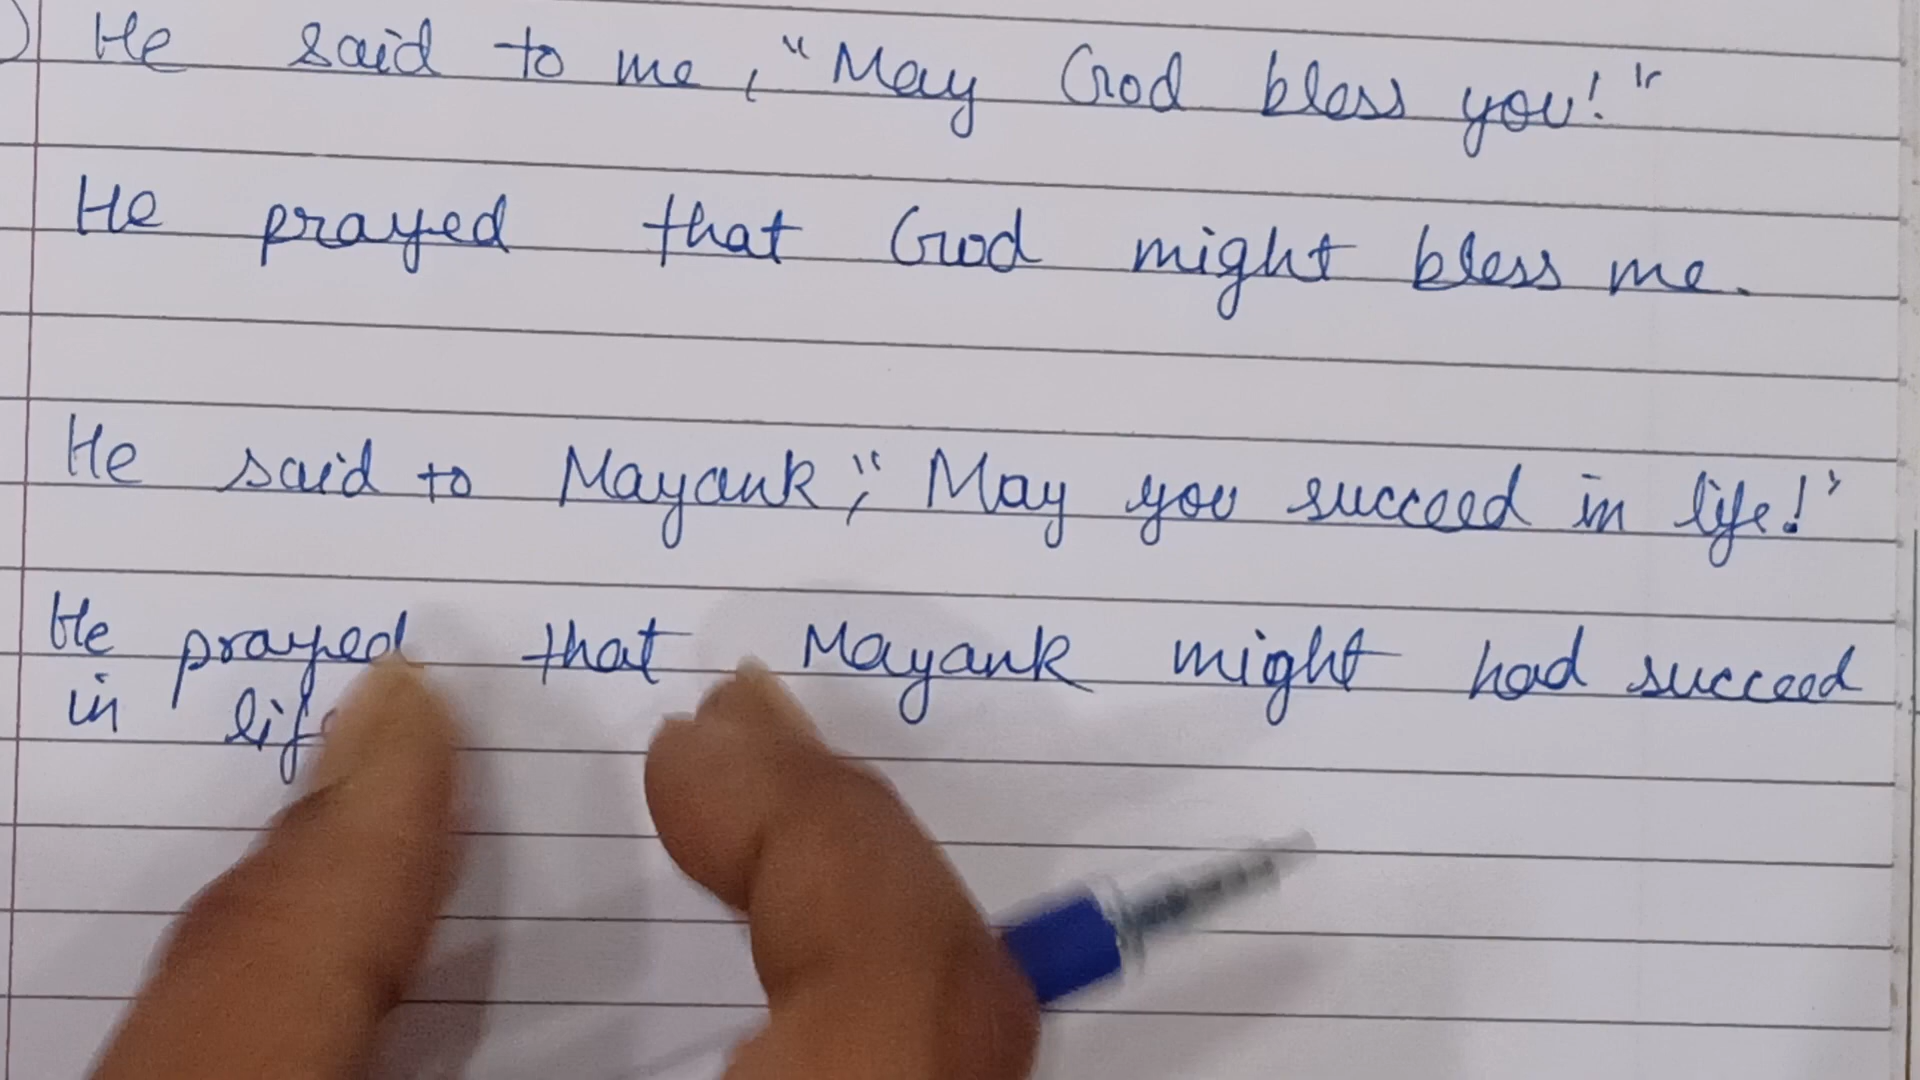 He said to me, "May God bless you!"
He prayed that God might bless me.
He said to Mayank," May you succeed in life!"
He prayed that Mayank might had succeed
in life